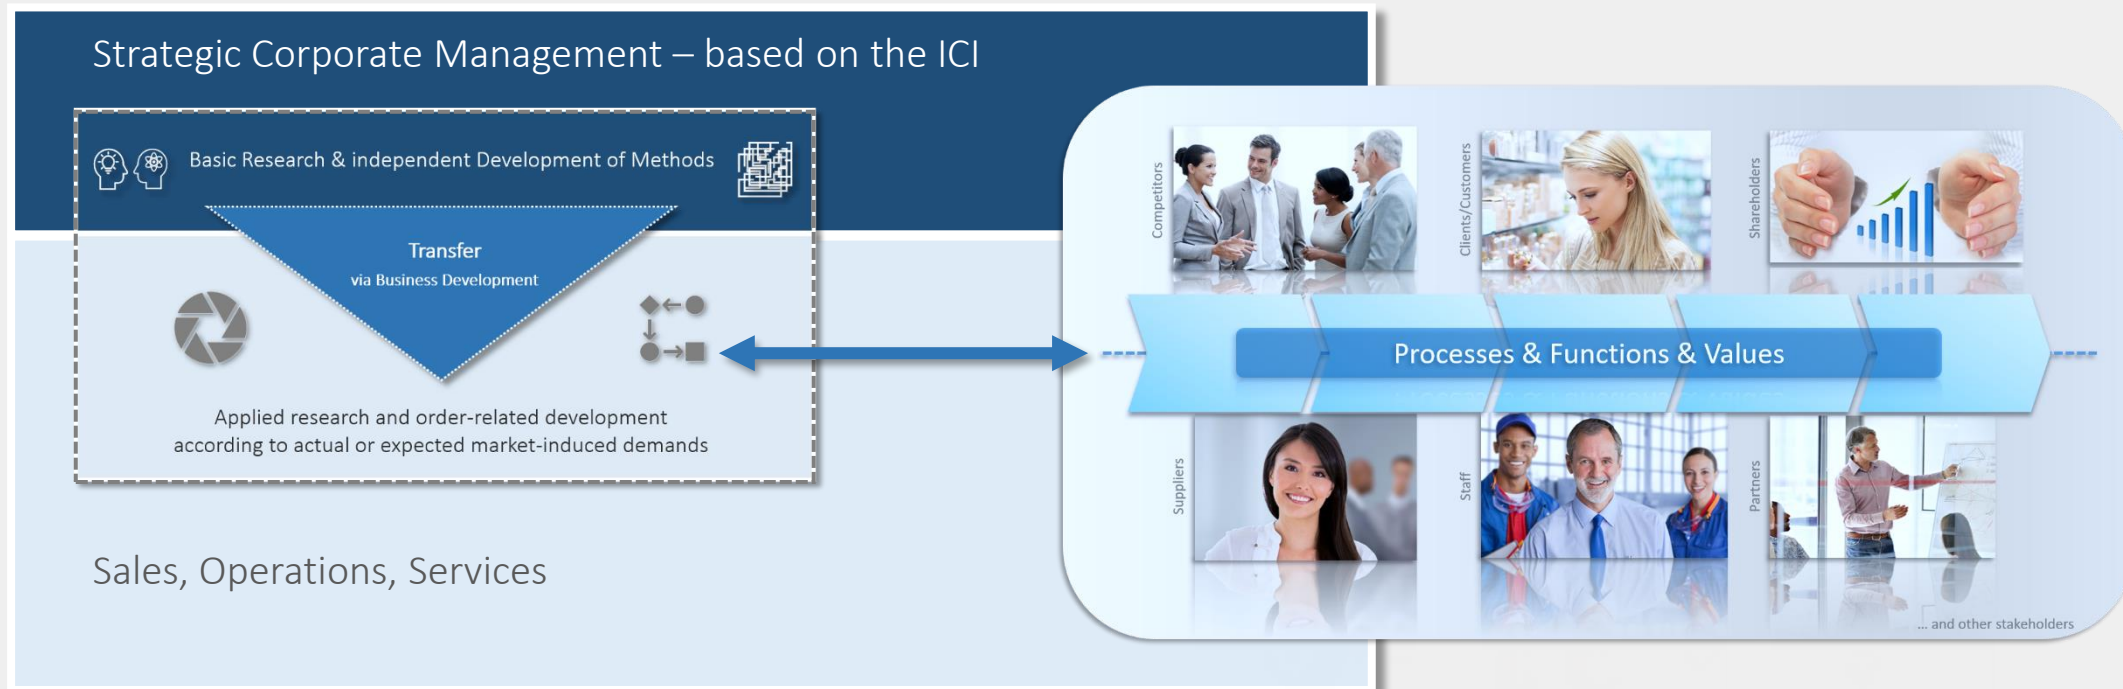 Strategic Corporate Management – based on the ICI
Basic Research & independent Development of Methods
Transfer
via Business Development
Applied research and order-related development
according to actual or expected market-induced demands
Sales, Operations, Services
Competitors
Clients/Customers
Shareholders
Processes & Functions & Values
Suppliers
Staff
Partners
... and other stakeholders